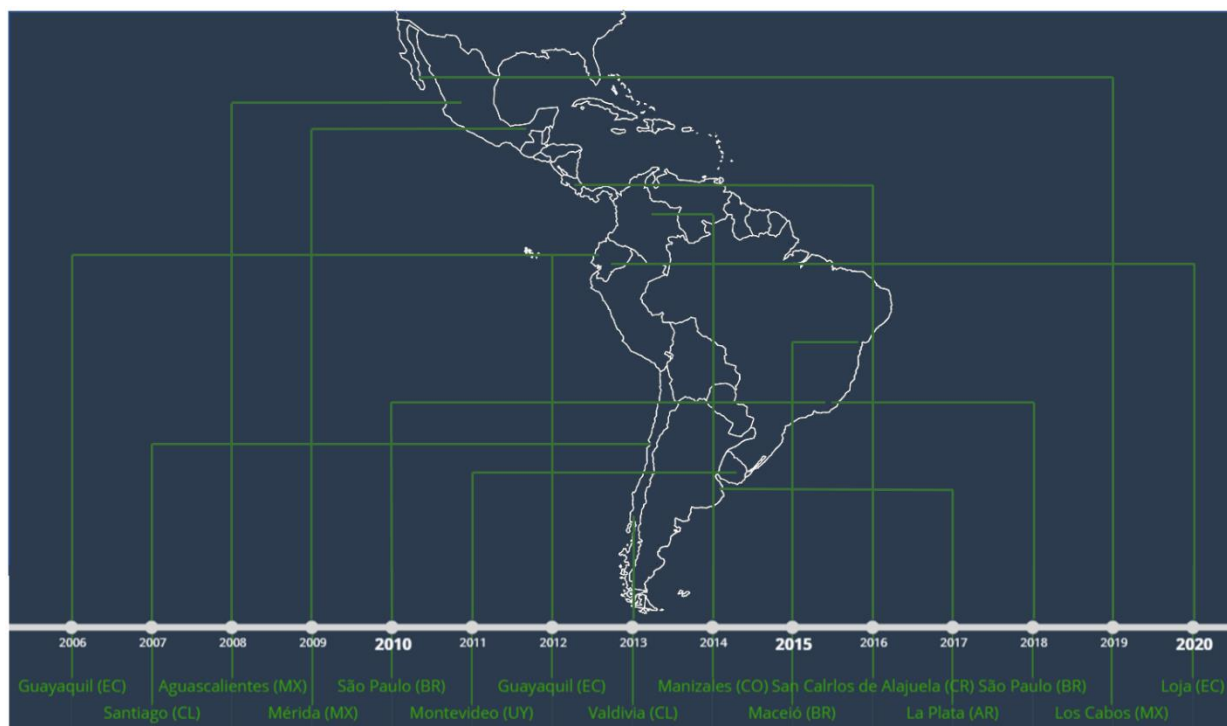 2006 2007 2008 2009 2010 2011 2012 2013 2014 2015 2016 2017 2018 2019 2020
Guayaquil (EC) Aguascalientes (MX) São Paulo (BR) Guayaquil (EC) Manizales (CO) San Calrlos de Alajuela (CR) São Paulo (BR) Loja (EC)
Santiago (CL) Mérida (MX) Montevideo (UY) Valdivia (CL) Maceió (BR) La Plata (AR) Los Cabos (MX)